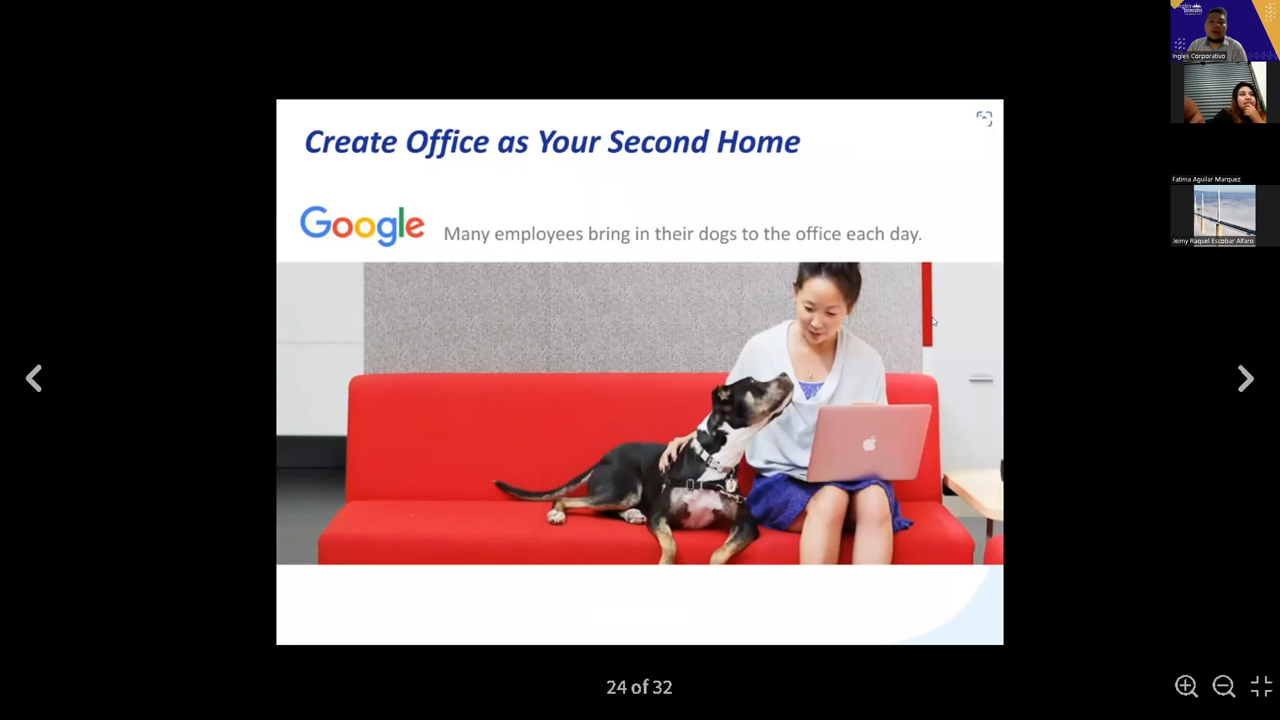 Create Office as Your Second Home
Google
Many employees bring in their dogs to the office each day.
24 of 32
Ingles Corporativo
Fatima Aguilar Marquez
Jeimy Raquel Escobar Alfaro